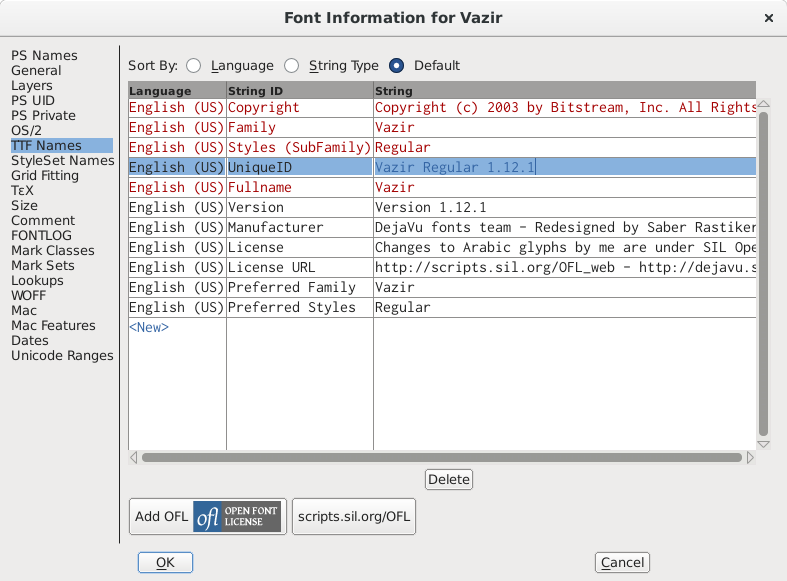 Font Information for Vazir
PS Names
General
Layers
PS UID
PS Private
OS/2
TTF Names
StyleSet Names
Grid Fitting
TεX
Size
Comment
FONTLOG
Mark Classes
Mark Sets
Lookups
WOFF
Mac
Mac Features
Dates
Unicode Ranges
Sort By: Language String Type Default
Language String ID String
English (US) Copyright Copyright (c) 2003 by Bitstream, Inc. All Rights
English (US) Family Vazir
English (US) Styles (SubFamily) Regular
English (US) UniqueID Vazir Regular 1.12.1
English (US) Fullname Vazir
English (US) Version Version 1.12.1
English (US) Manufacturer DejaVu fonts team – Redesigned by Saber Rastiker
English (US) License Changes to Arabic glyphs by me are under SIL Ope
English (US) License URL http://scripts.sil.org/OFL_web – http://dejavu.s
English (US) Preferred Family Vazir
English (US) Preferred Styles Regular
<New>
Delete
Add OFL ofl OPEN FONT LICENSE scripts.sil.org/OFL
OK Cancel